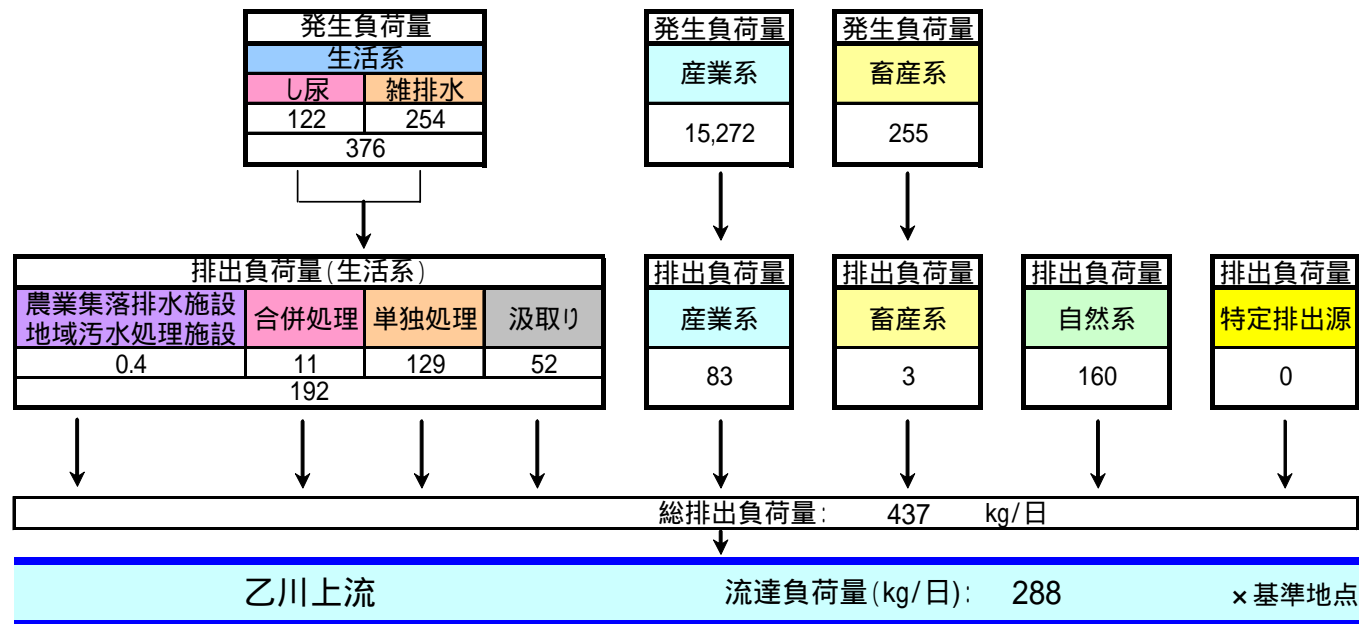 発生負荷量
生活系
し尿 雑排水
122 254
376
発生負荷量
産業系
15,272
発生負荷量
畜産系
255
排出負荷量(生活系)
農業集落排水施設
地域汚水処理施設
合併処理 単独処理 汲取り
0.4 11 129 52
192
排出負荷量
産業系
83
排出負荷量
畜産系
3
排出負荷量
自然系
160
排出負荷量
特定排出源
0
総排出負荷量: 437 kg/日
乙川上流 流達負荷量(kg/日): 288 ×基準地点